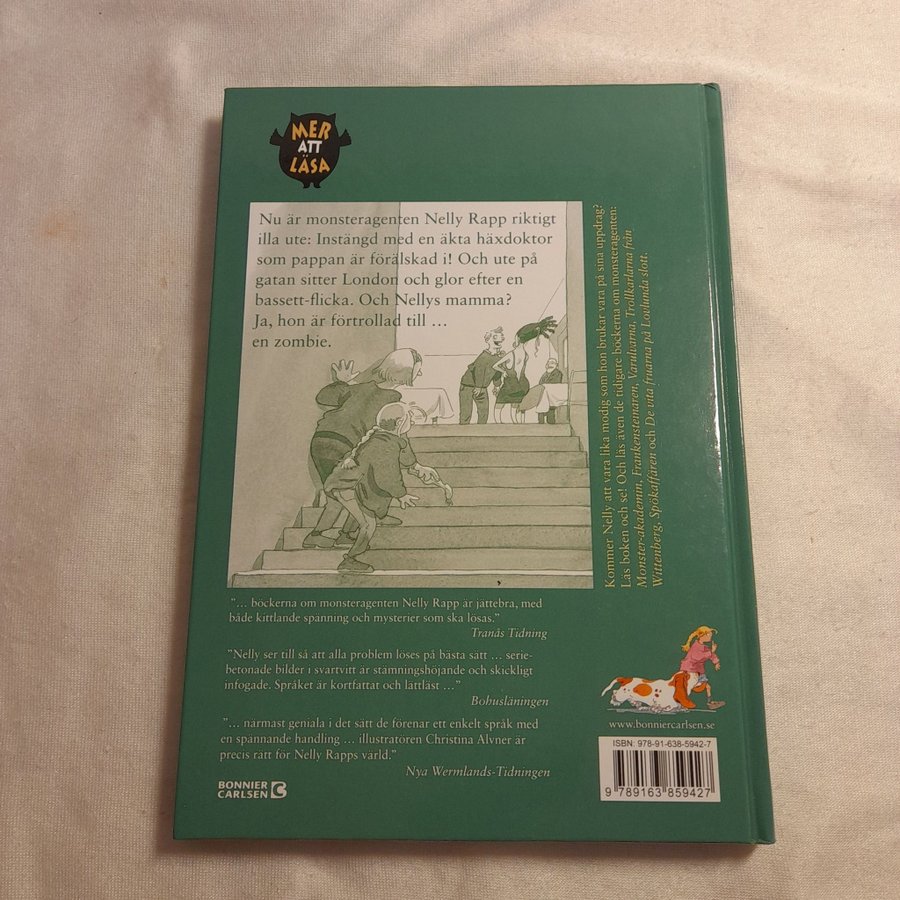 MER
ATT
LÄSA
Nu är monsteragenten Nelly Rapp riktigt
illa ute: Instängd med en äkta häxdoktor
som pappan är förälskad i! Och ute på
gatan sitter London och glor efter en
bassett-flicka. Och Nellys mamma?
Ja, hon är förtrollad till ...
en zombie.
Kommer Nelly att vara lika modig som hon brukar vara på sina uppdrag?
Läs boken och se! Och läs även de tidigare böckerna om monsteragenten:
Monster-akademin, Frankensteinaren, Varulvarna, Trollkarlarna från
Wittenberg, Spökaffären och De vita fruarna på Lovlunda slott.
"... böckerna om monsteragenten Nelly Rapp är jättebra, med
både kittlande spänning och mysterier som ska lösas."
Tranås Tidning
"Nelly ser till så att alla problem löses på bästa sätt ... serie-
betonade bilder i svartvitt är stämningshöjande och skickligt
infogade. Språket är kortfattat och lättläst ..."
Bohusläningen
"... närmast geniala i det sätt de förenar ett enkelt språk med
en spännande handling ... illustratören Christina Alvner är
precis rätt för Nelly Rapps värld."
Nya Wermlands-Tidningen
BONNIER
CARLSEN
www.bonniercarlsen.se
ISBN: 978-91-638-5942-7
9 789163 859427